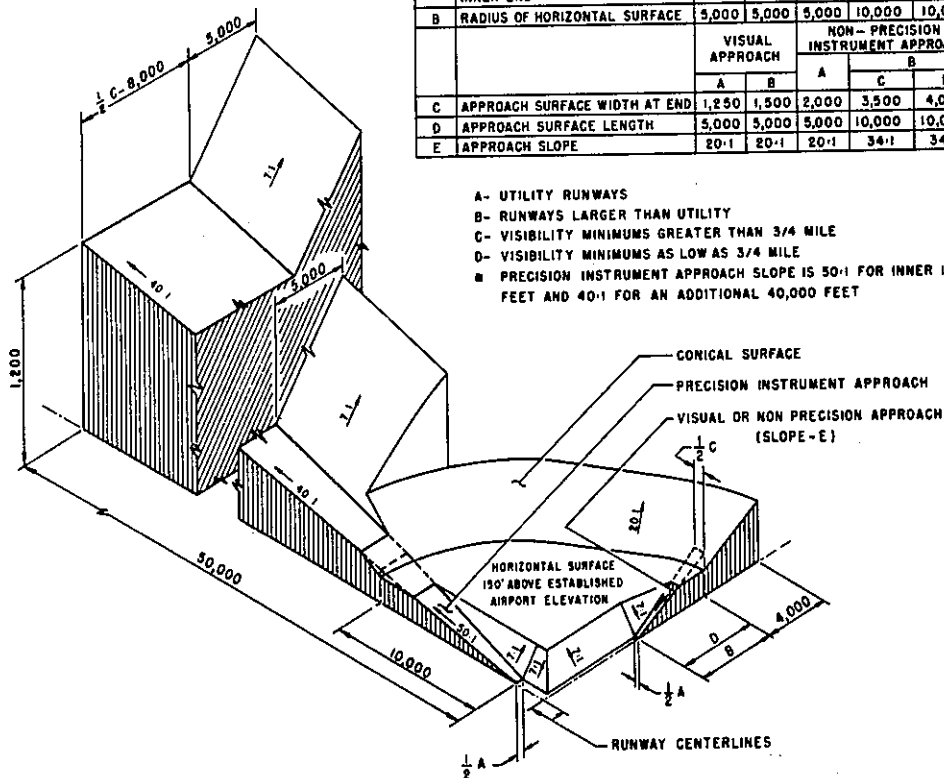 B RADIUS OF HORIZONTAL SURFACE 5,000 5,000 5,000 10,000
VISUAL APPROACH NON-PRECISION
INSTRUMENT
A B A B
C
C APPROACH SURFACE WIDTH AT END 1,250 1,500 2,000 3,500
D APPROACH SURFACE LENGTH 5,000 5,000 5,000 10,000
E APPROACH SLOPE 20:1 20:1 20:1 34:1
A- UTILITY RUNWAYS
B- RUNWAYS LARGER THAN UTILITY
C- VISIBILITY MINIMUMS GREATER THAN 3/4 MILE
D- VISIBILITY MINIMUMS AS LOW AS 3/4 MILE
■ PRECISION INSTRUMENT APPROACH SLOPE IS 50:1 FOR INNER
FEET AND 40:1 FOR AN ADDITIONAL 40,000 FEET
5,000
1/2 C-8,000
7:1
40:1
5,000
1,200
7:1
40:1
50,000
CONICAL SURFACE
PRECISION INSTRUMENT APPROACH
VISUAL OR NON PRECISION APPROACH
(SLOPE-E)
1/2 C
20:1
HORIZONTAL SURFACE
150' ABOVE ESTABLISHED
AIRPORT ELEVATION
50:1
7:1
7:1
7:1
7:1
10,000
4,000
D
B
1/2 A
1/2 A
RUNWAY CENTERLINES